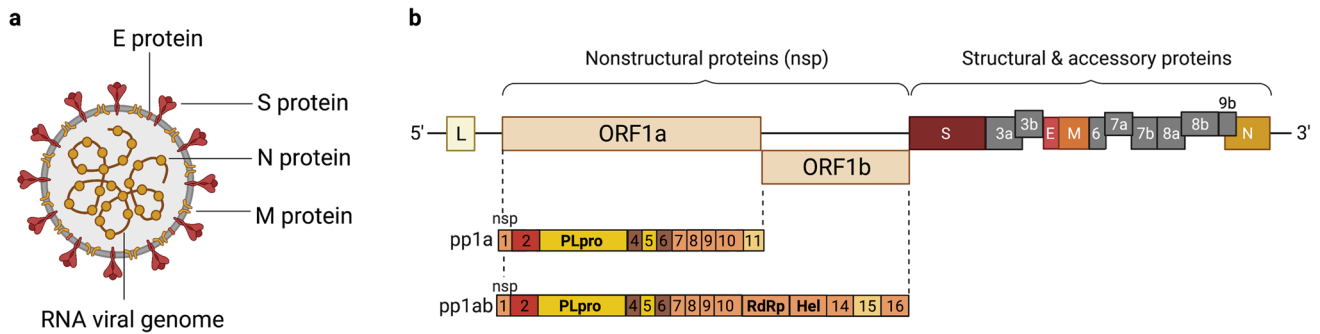 a
E protein
S protein
N protein
M protein
RNA viral genome
b
Nonstructural proteins (nsp)
Structural & accessory proteins
5' L ORF1a S 3a 3b E M 6 7a 7b 8a 8b 9b N 3'
ORF1b
nsp
pp1a 1 2 PLpro 4 5 6 7 8 9 10 11
nsp
pp1ab 1 2 PLpro 4 5 6 7 8 9 10 RdRp Hel 14 15 16